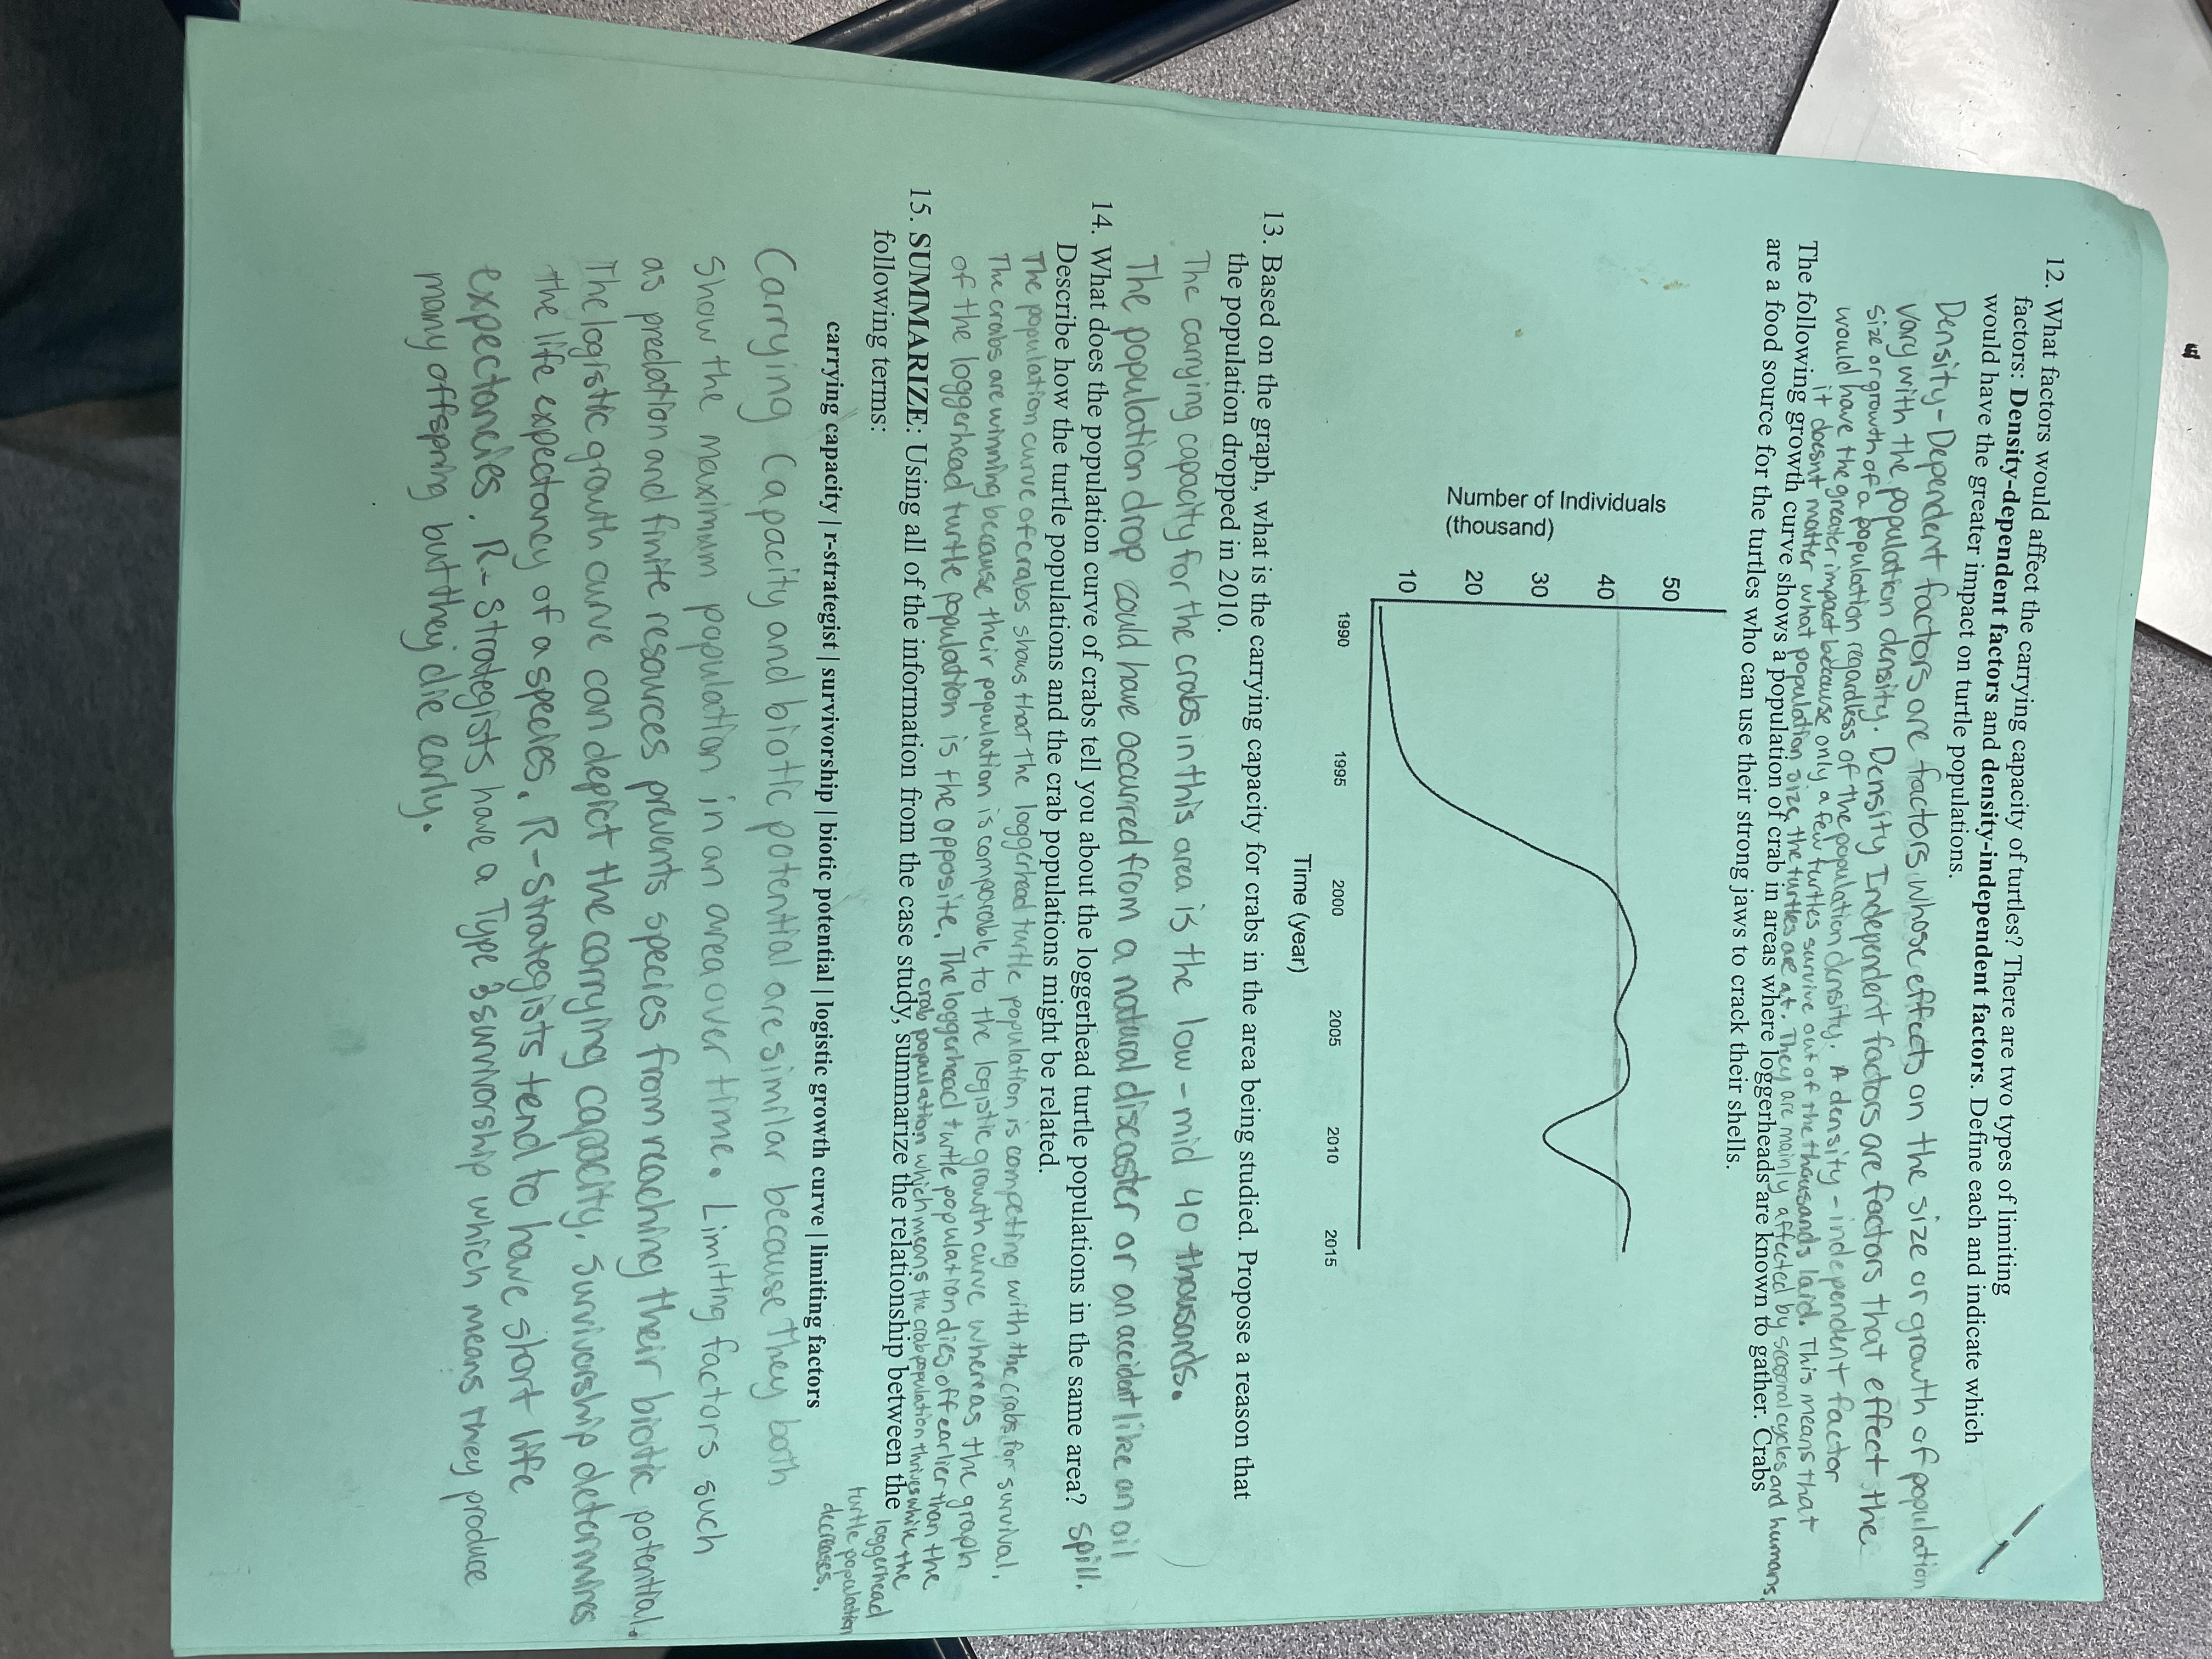 12. What factors would affect the carrying capacity of turtles? There are two types of limiting
factors: Density-dependent factors and density-independent factors. Define each and indicate which
would have the greater impact on turtle populations.
Density-Dependent factors are factors whose effects on the size or growth of population
vary with the population density. Density Independent factors are factors that effect the
size or growth of a population regardless of the population density. A density-independent factor
would have the greater impact because only a few turtles survive out of the thousands laid. This means that
it doesnt matter what population size the turtles are at. They are mainly affected by seasonal cycles and humans.
The following growth curve shows a population of crab in areas where loggerheads are known to gather. Crabs
are a food source for the turtles who can use their strong jaws to crack their shells.
Number of Individuals
(thousand)
50
40
30
20
10
1990 1995 2000 2005 2010 2015
Time (year)
13. Based on the graph, what is the carrying capacity for crabs in the area being studied. Propose a reason that
the population dropped in 2010.
The carrying capacity for the crabs in this area is the low-mid 40 thousands.
The population drop could have occurred from a natural discaster or an accident like an oil
spill.
14. What does the population curve of crabs tell you about the loggerhead turtle populations in the same area?
Describe how the turtle populations and the crab populations might be related.
The population curve of crabs shows that the loggerhead turtle population is competing with the crabs for survival.
The crabs are winning because their population is comparable to the logistic growth curve whereas the graph
of the loggerhead turtle population is the opposite. The loggerhead turtle population dies off earlier than the
crab population which means the crab population thrives while the
loggerhead
turtle population
decreases.
15. SUMMARIZE: Using all of the information from the case study, summarize the relationship between the
following terms:
carrying capacity | r-strategist | survivorship | biotic potential | logistic growth curve | limiting factors
Carrying Capacity and biotic potential are similar because they both
show the maximum population in an area over time. Limiting factors such
as predation and finite resources prevents species from reaching their biotic potential.
The logistic growth curve can depict the carrying capacity. Survivorship determines
the life expectancy of a species. R-Strategists tend to have short life
expectancies. R-Strategists have a Type 3 survivorship which means they produce
many offspring but they die early.